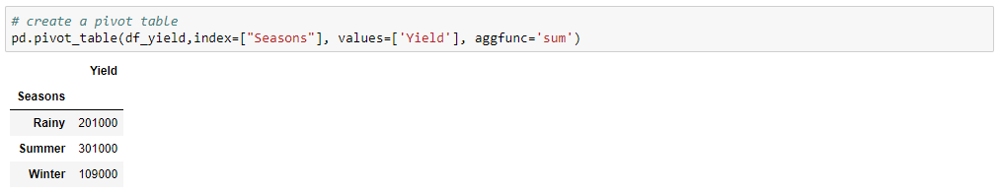 # create a pivot table
pd.pivot_table(df_yield,index=["Seasons"], values=['Yield'], aggfunc='sum')
Yield
Seasons
Rainy 201000
Summer 301000
Winter 109000